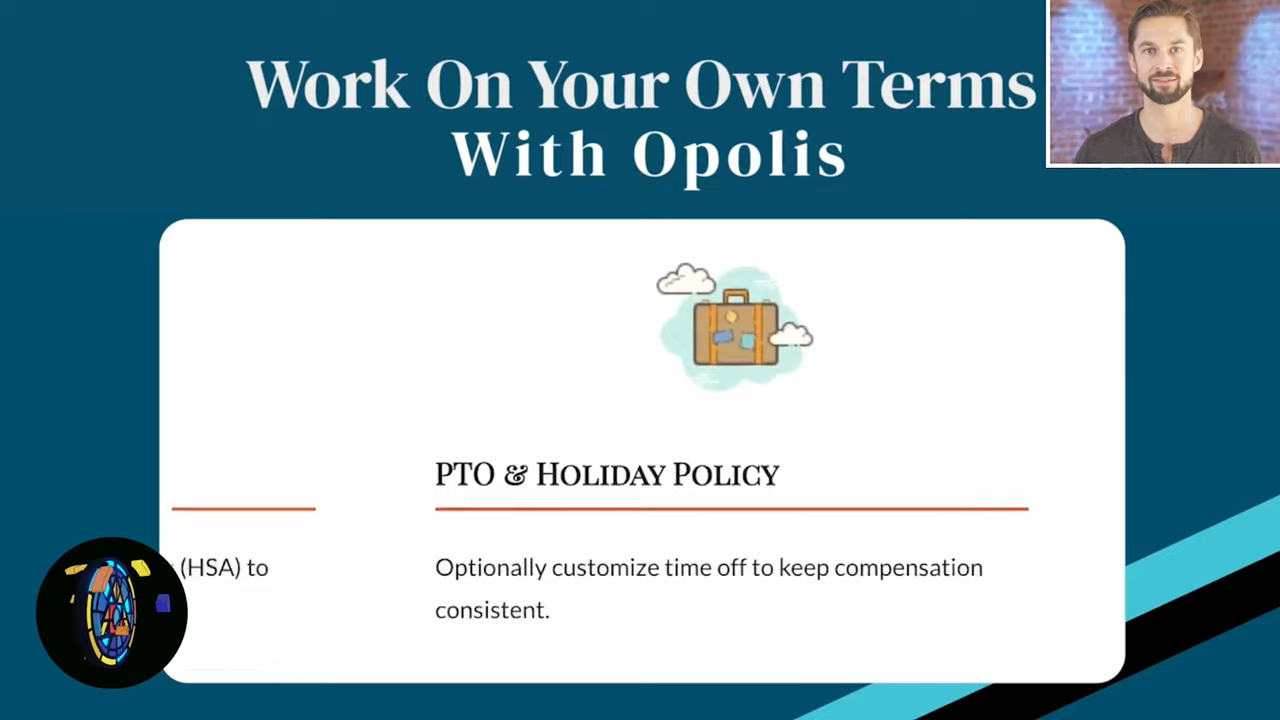 Work On Your Own Terms
With Opolis
PTO & Holiday Policy
(HSA) to
Optionally customize time off to keep compensation
consistent.